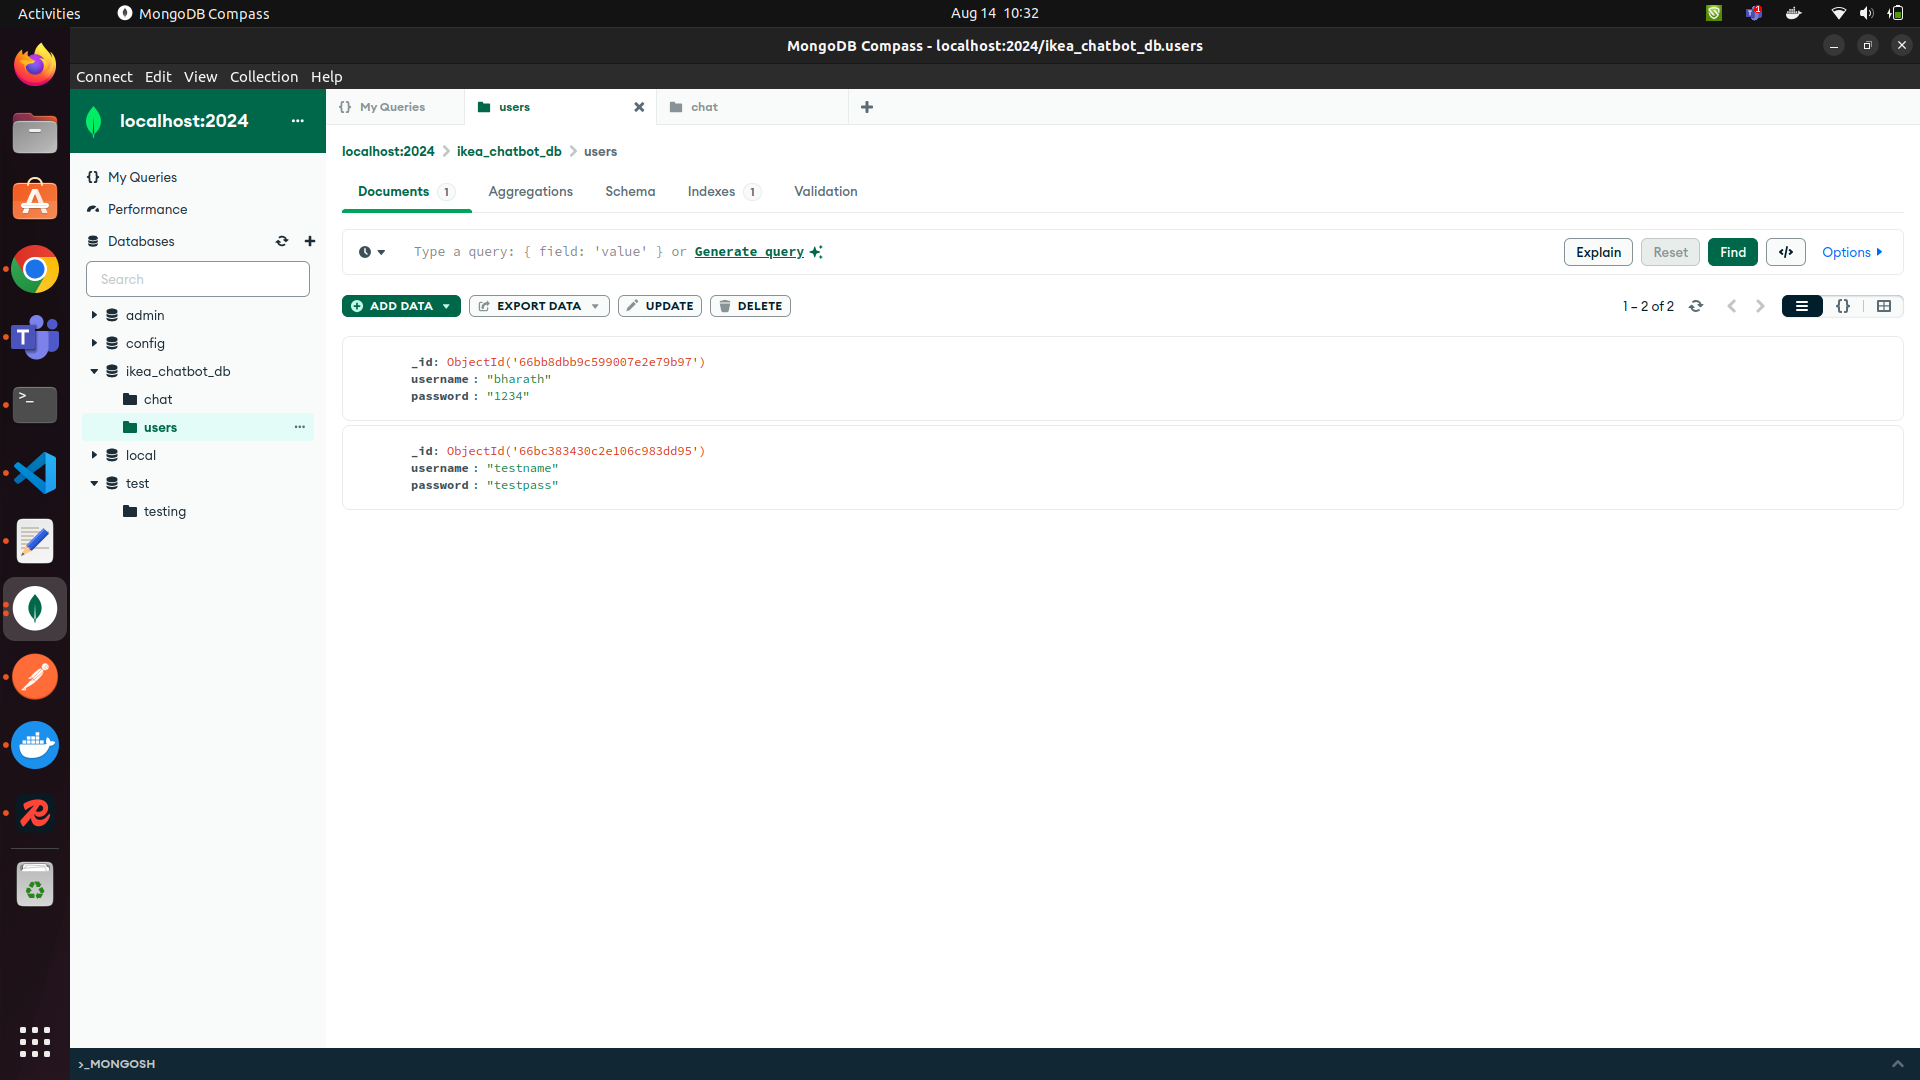 Activities
MongoDB Compass
Aug 14 10:32
1
MongoDB Compass - localhost:2024/ikea_chatbot_db.users
Connect Edit View Collection Help
localhost:2024 ...
{} My Queries
users
chat
localhost:2024 > ikea_chatbot_db > users
{} My Queries
Performance
Databases
Search
admin
config
ikea_chatbot_db
chat
users ...
local
test
testing
Documents 1
Aggregations
Schema
Indexes 1
Validation
Type a query: { field: 'value' } or Generate query
Explain
Reset
Find
</>
Options
ADD DATA
EXPORT DATA
UPDATE
DELETE
1 – 2 of 2
{}
_id: ObjectId('66bb8dbb9c599007e2e79b97')
username : "bharath"
password : "1234"
_id: ObjectId('66bc383430c2e106c983dd95')
username : "testname"
password : "testpass"
>_MONGOSH